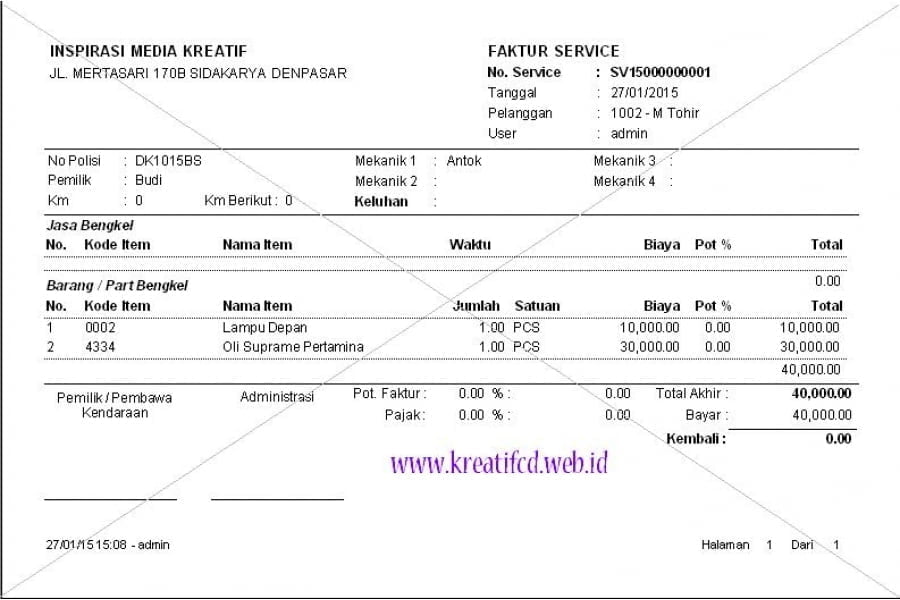 INSPIRASI MEDIA KREATIF FAKTUR SERVICE
JL. MERTASARI 170B SIDAKARYA DENPASAR No. Service : SV15000000001
Tanggal : 27/01/2015
Pelanggan : 1002 - M Tohir
User : admin
No Polisi : DK1015BS Mekanik 1 : Antok Mekanik 3 :
Pemilik : Budi Mekanik 2 : Mekanik 4 :
Km : 0 Km Berikut : 0 Keluhan :
Jasa Bengkel
No. Kode Item Nama Item Waktu Biaya Pot % Total
0.00
Barang / Part Bengkel
No. Kode Item Nama Item Jumlah Satuan Biaya Pot % Total
1 0002 Lampu Depan 1.00 PCS 10,000.00 0.00 10,000.00
2 4334 Oli Suprame Pertamina 1.00 PCS 30,000.00 0.00 30,000.00
40,000.00
Pemilik / Pembawa Kendaraan Administrasi Pot. Faktur : 0.00 % : 0.00 Total Akhir : 40,000.00
Pajak : 0.00 % : 0.00 Bayar : 40,000.00
Kembali : 0.00
www.kreatifcd.web.id
27/01/15 15:08 - admin Halaman 1 Dari 1